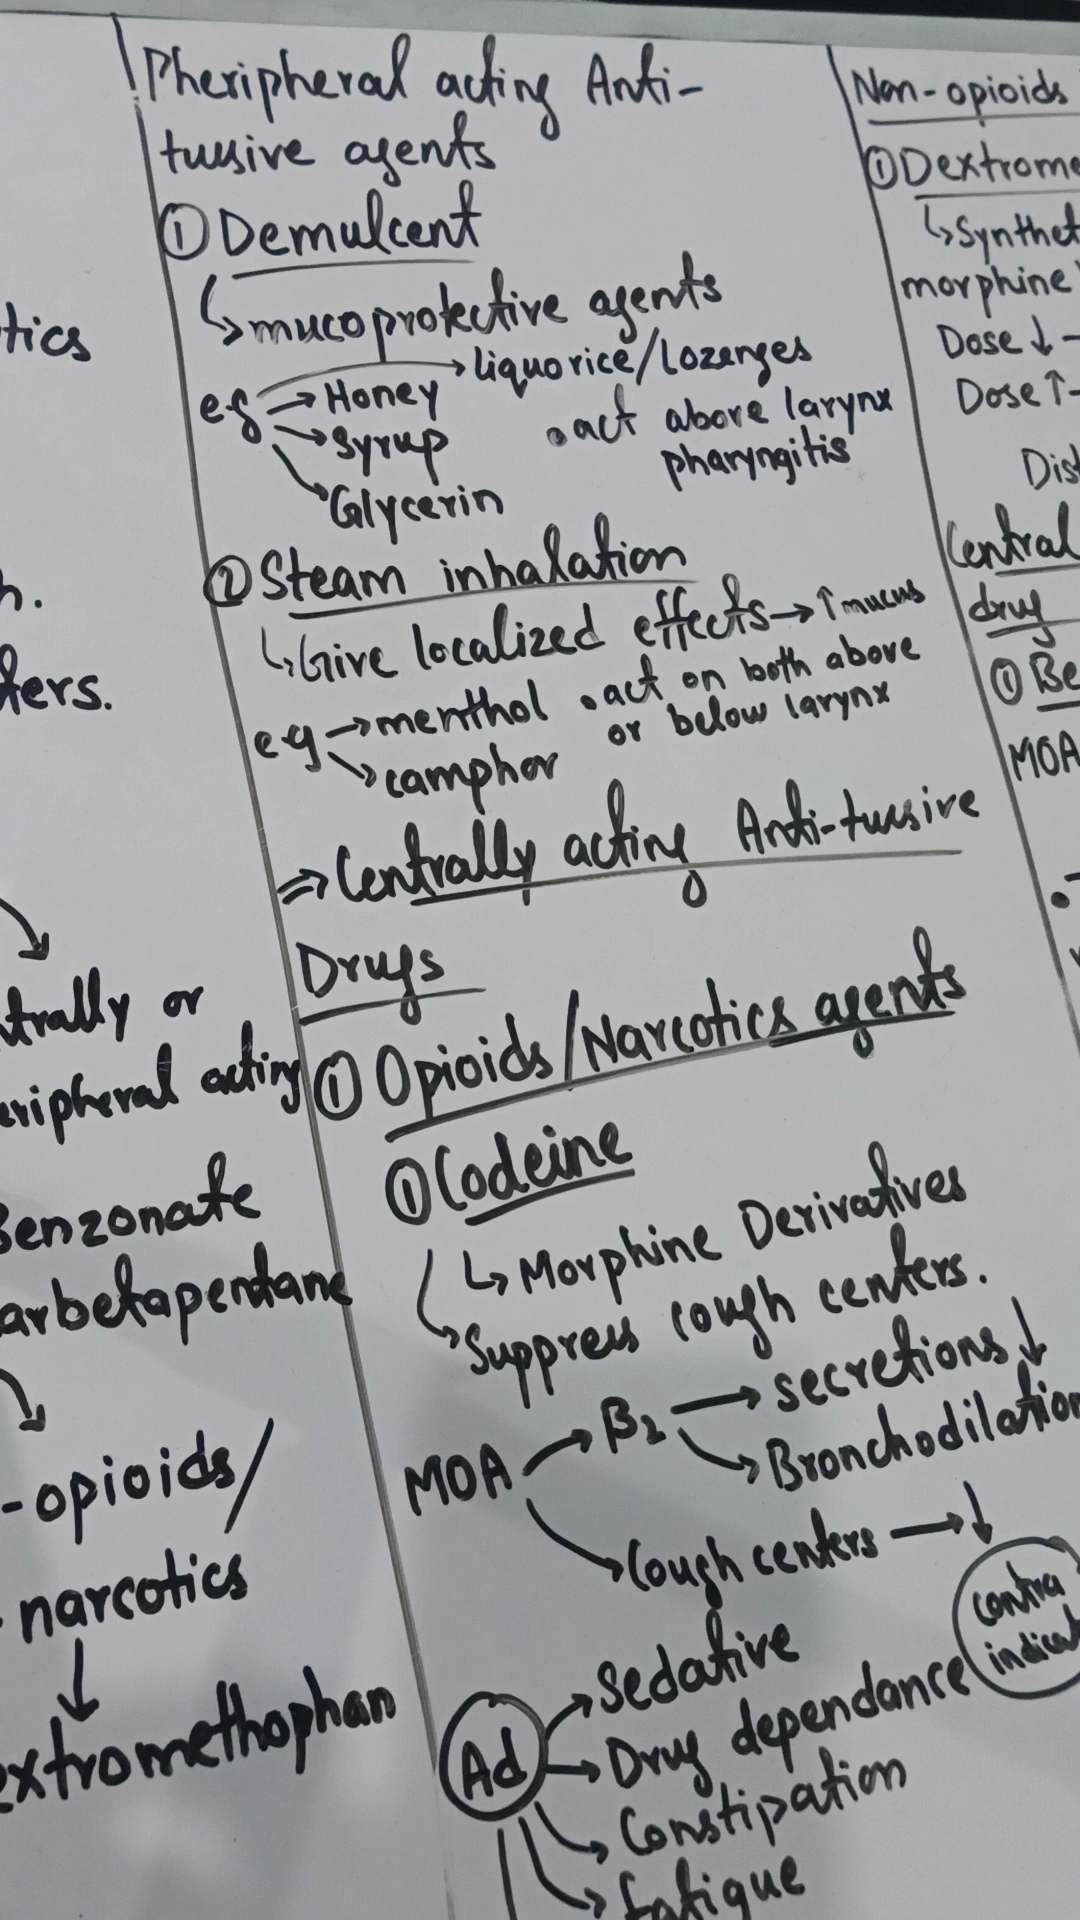 tics
h.
ters.
trally or
eripheral acting
Benzonate
arbetapentane
-opioids/
narcotics
extromethophan
Pheripheral acting Anti-
tussive agents
① Demulcent
↳ mucoprotective agents
eg → liquorice/Lozenges
→ Honey
→ Syrup
→ Glycerin
• act above larynx
pharyngitis
② Steam inhalation
↳ Give localized effects → ↑ mucus
eg → menthol
→ camphor
• act on both above
or below larynx
⇒ Centrally acting Anti-tussive
Drugs
① Opioids/Narcotics agents
① Codeine
↳ Morphine Derivatives
↳ Suppress cough centers.
MOA → β2 → secretions ↓
→ Bronchodilation
→ Cough centers → ↓
Ad → Sedative
→ Drug dependance
→ Constipation
→ fatigue
contra
indicat
Non-opioids
① Dextrome
↳ Synthet
morphine
Dose ↓ -
Dose ↑ -
Dist
Central
drug
① Be
MOA